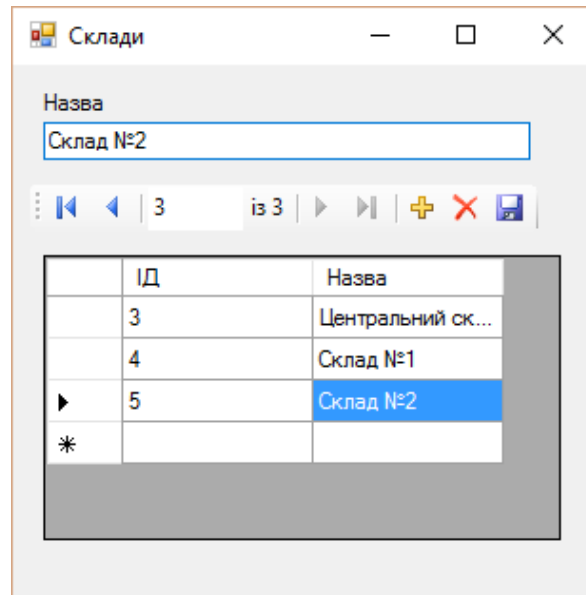 Склади
Назва
Склад №2
3 із 3
ІД Назва
3 Центральний ск...
4 Склад №1
5 Склад №2